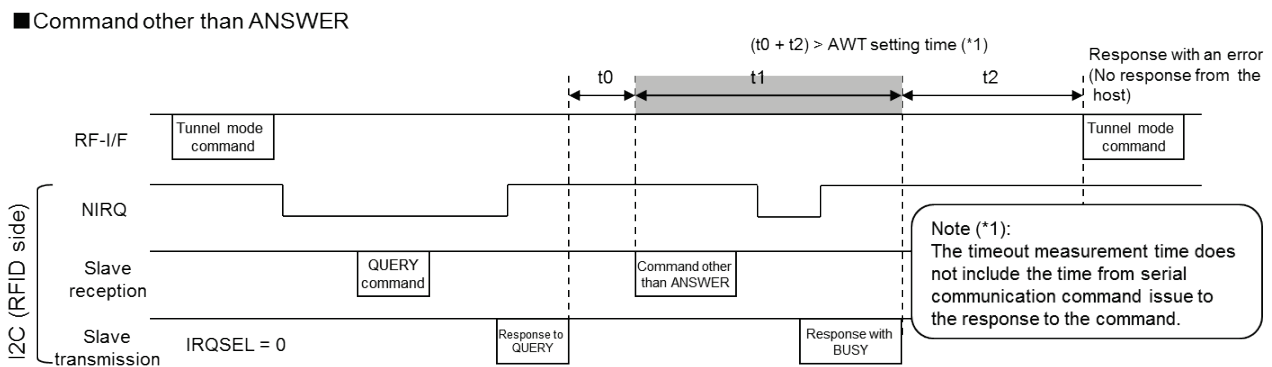 ■Command other than ANSWER
(t0 + t2) > AWT setting time (*1)
Response with an error
(No response from the
host)
t0
t1
t2
RF-I/F
Tunnel mode
command
Tunnel mode
command
NIRQ
I2C (RFID side)
Slave
reception
QUERY
command
Command other
than ANSWER
Slave
transmission
IRQSEL = 0
Response to
QUERY
Response with
BUSY
Note (*1):
The timeout measurement time does
not include the time from serial
communication command issue to
the response to the command.